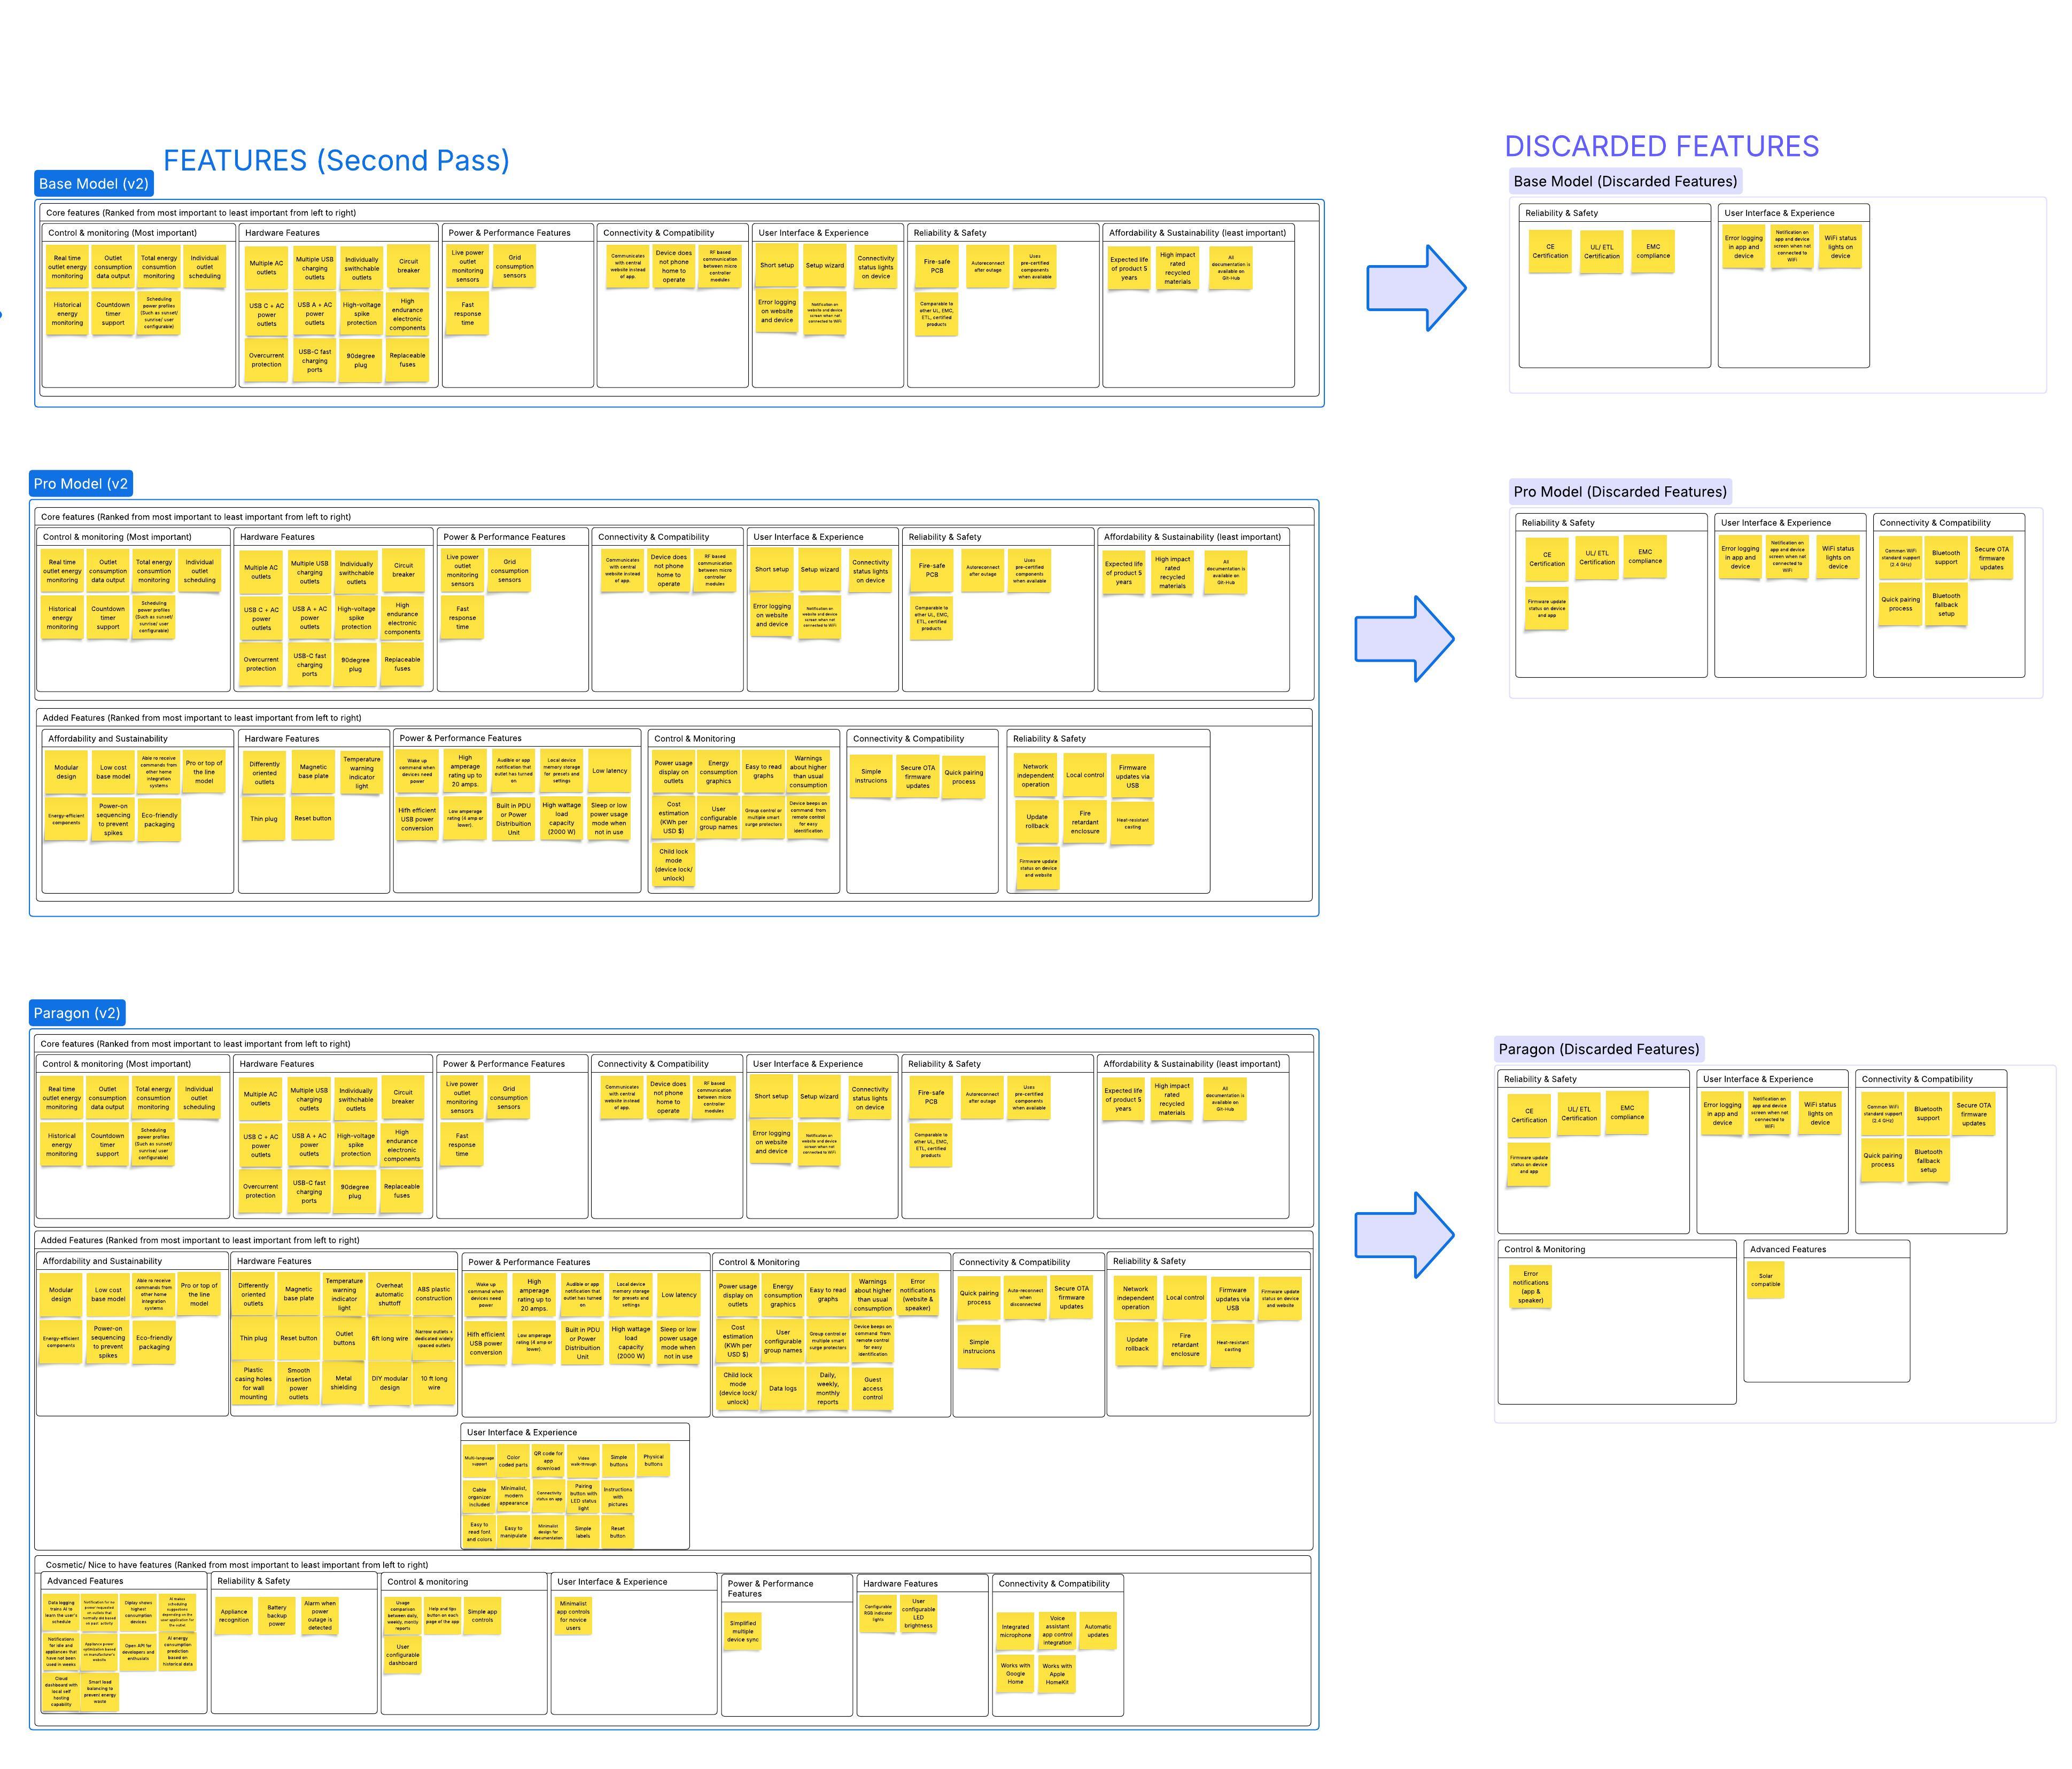 FEATURES (Second Pass)
Base Model (v2)
Core features (Ranked from most important to least important from left to right)
Control & monitoring (Most important)
Real time outlet energy monitoring
Outlet consumption data output
Total energy consumtion monitoring
Individual outlet scheduling
Historical energy monitoring
Countdown timer support
Scheduling power profiles (Such as sunset/ sunrise/ user configurable)
Hardware Features
Multiple AC outlets
Multiple USB charging outlets
Individually swithchable outlets
Circuit breaker
USB C + AC power outlets
USB A + AC power outlets
High-voltage spike protection
High endurance electronic components
Overcurrent protection
USB-C fast charging ports
90degree plug
Replaceable fuses
Power & Performance Features
Live power outlet monitoring sensors
Grid consumption sensors
Fast response time
Connectivity & Compatibility
Communicates with central website instead of app.
Device does not phone home to operate
RF based communication between micro controller modules
User Interface & Experience
Short setup
Setup wizard
Connectivity status lights on device
Error logging on website and device
Notification on website and device screen when not connected to WiFi
Reliability & Safety
Fire-safe PCB
Autoreconnect after outage
Uses pre-certified components when available
Comparable to other UL, EMC, ETL, certified products
Affordability & Sustainability (least important)
Expected life of product 5 years
High impact rated recycled materials
All documentation is available on Git-Hub
DISCARDED FEATURES
Base Model (Discarded Features)
Reliability & Safety
CE Certification
UL/ ETL Certification
EMC compliance
User Interface & Experience
Error logging in app and device
Notification on app and device screen when not connected to WiFi
WiFi status lights on device
Pro Model (v2
Core features (Ranked from most important to least important from left to right)
Control & monitoring (Most important)
Real time outlet energy monitoring
Outlet consumption data output
Total energy consumtion monitoring
Individual outlet scheduling
Historical energy monitoring
Countdown timer support
Scheduling power profiles (Such as sunset/ sunrise/ user configurable)
Hardware Features
Multiple AC outlets
Multiple USB charging outlets
Individually swithchable outlets
Circuit breaker
USB C + AC power outlets
USB A + AC power outlets
High-voltage spike protection
High endurance electronic components
Overcurrent protection
USB-C fast charging ports
90degree plug
Replaceable fuses
Power & Performance Features
Live power outlet monitoring sensors
Grid consumption sensors
Fast response time
Connectivity & Compatibility
Communicates with central website instead of app.
Device does not phone home to operate
RF based communication between micro controller modules
User Interface & Experience
Short setup
Setup wizard
Connectivity status lights on device
Error logging on website and device
Notification on website and device screen when not connected to WiFi
Reliability & Safety
Fire-safe PCB
Autoreconnect after outage
Uses pre-certified components when available
Comparable to other UL, EMC, ETL, certified products
Affordability & Sustainability (least important)
Expected life of product 5 years
High impact rated recycled materials
All documentation is available on Git-Hub
Added Features (Ranked from most important to least important from left to right)
Affordability and Sustainability
Modular design
Low cost base model
Able ro receive commands from other home integration systems
Pro or top of the line model
Energy-efficient components
Power-on sequencing to prevent spikes
Eco-friendly packaging
Hardware Features
Differently oriented outlets
Magnetic base plate
Temperature warning indicator light
Thin plug
Reset button
Power & Performance Features
Wake up command when devices need power
High amperage rating up to 20 amps.
Audible or app notification that outlet has turned on
Local device memory storage for presets and settings
Low latency
Hifh efficient USB power conversion
Low amperage rating (4 amp or lower).
Built in PDU or Power Distribuition Unit
High wattage load capacity (2000 W)
Sleep or low power usage mode when not in use
Control & Monitoring
Power usage display on outlets
Energy consumption graphics
Easy to read graphs
Warnings about higher than usual consumption
Cost estimation (KWh per USD $)
User configurable group names
Group control or multiple smart surge protectors
Device beeps on command from remote control for easy identification
Child lock mode (device lock/ unlock)
Connectivity & Compatibility
Simple instrucions
Secure OTA firmware updates
Quick pairing process
Reliability & Safety
Network independent operation
Local control
Firmware updates via USB
Update rollback
Fire retardant enclosure
Heat-resistant casting
Firmware update status on device and website
Pro Model (Discarded Features)
Reliability & Safety
CE Certification
UL/ ETL Certification
EMC compliance
Firmware update status on device and app
User Interface & Experience
Error logging in app and device
Notification on app and device screen when not connected to WiFi
WiFi status lights on device
Connectivity & Compatibility
Common WiFi standard support (2.4 GHz)
Bluetooth support
Secure OTA firmware updates
Quick pairing process
Bluetooth fallback setup
Paragon (v2)
Core features (Ranked from most important to least important from left to right)
Control & monitoring (Most important)
Real time outlet energy monitoring
Outlet consumption data output
Total energy consumtion monitoring
Individual outlet scheduling
Historical energy monitoring
Countdown timer support
Scheduling power profiles (Such as sunset/ sunrise/ user configurable)
Hardware Features
Multiple AC outlets
Multiple USB charging outlets
Individually swithchable outlets
Circuit breaker
USB C + AC power outlets
USB A + AC power outlets
High-voltage spike protection
High endurance electronic components
Overcurrent protection
USB-C fast charging ports
90degree plug
Replaceable fuses
Power & Performance Features
Live power outlet monitoring sensors
Grid consumption sensors
Fast response time
Connectivity & Compatibility
Communicates with central website instead of app.
Device does not phone home to operate
RF based communication between micro controller modules
User Interface & Experience
Short setup
Setup wizard
Connectivity status lights on device
Error logging on website and device
Notification on website and device screen when not connected to WiFi
Reliability & Safety
Fire-safe PCB
Autoreconnect after outage
Uses pre-certified components when available
Comparable to other UL, EMC, ETL, certified products
Affordability & Sustainability (least important)
Expected life of product 5 years
High impact rated recycled materials
All documentation is available on Git-Hub
Added Features (Ranked from most important to least important from left to right)
Affordability and Sustainability
Modular design
Low cost base model
Able ro receive commands from other home integration systems
Pro or top of the line model
Energy-efficient components
Power-on sequencing to prevent spikes
Eco-friendly packaging
Hardware Features
Differently oriented outlets
Magnetic base plate
Temperature warning indicator light
Overheat automatic shuttoff
ABS plastic construction
Thin plug
Reset button
Outlet buttons
6ft long wire
Narrow outlets + dedicated widely spaced outlets
Plastic casing holes for wall mounting
Smooth insertion power outlets
Metal shielding
DIY modular design
10 ft long wire
Power & Performance Features
Wake up command when devices need power
High amperage rating up to 20 amps.
Audible or app notification that outlet has turned on
Local device memory storage for presets and settings
Low latency
Hifh efficient USB power conversion
Low amperage rating (4 amp or lower)
Built in PDU or Power Distribuition Unit
High wattage load capacity (2000 W)
Sleep or low power usage mode when not in use
Control & Monitoring
Power usage display on outlets
Energy consumption graphics
Easy to read graphs
Warnings about higher than usual consumption
Error notifications (website & speaker)
Cost estimation (KWh per USD $)
User configurable group names
Group control or multiple smart surge protectors
Device beeps on command from remote control for easy identification
Child lock mode (device lock/ unlock)
Data logs
Daily, weekly, monthly reports
Guest access control
Connectivity & Compatibility
Quick pairing process
Auto-reconnect when disconnected
Secure OTA firmware updates
Simple instrucions
Reliability & Safety
Network independent operation
Local control
Firmware updates via USB
Firmware update status on device and website
Update rollback
Fire retardant enclosure
Heat-resistant casting
User Interface & Experience
Multi-language support
Color coded parts
QR code for app download
Video walk-through
Simple buttons
Physical buttons
Cable organizer included
Minimalist, modern appearance
Connectivity status on app
Pairing button with LED status light
Instructions with pictures
Easy to read font and colors
Easy to manipulate
Minimalist design for documentation
Simple labels
Reset button
Cosmetic/ Nice to have features (Ranked from most important to least important from left to right)
Advanced Features
Data logging trains AI to learn the user's schedule
Diplay shows highest consumption devices
AI makes scheduling suggestions depending on the user application for the outlet
Notifications for idle and appliances that have not been used in weeks
Appliance power optimization based on manufacturer's website
Open API for developers and enthusiats
AI energy consumption prediction based on historical data
Cloud dashboard with local self hosting capability
Smart load balancing to prevent energy waste
Reliability & Safety
Appliance recognition
Battery backup power
Alarm when power outage is detected
Control & monitoring
Usage comparison between daily, weekly, montly reports
Help and tips button on each page of the app
Simple app controls
User configurable dashboard
User Interface & Experience
Minimalist app controls for novice users
Power & Performance Features
Simplified multiple device sync
Hardware Features
Configurable RGB indicator lights
User configurable LED brightness
Connectivity & Compatibility
Integrated microphone
Voice assistant app control integration
Automatic updates
Works with Google Home
Works with Apple HomeKit
Paragon (Discarded Features)
Reliability & Safety
CE Certification
UL/ ETL Certification
EMC compliance
Firmware update status on device and app
User Interface & Experience
Error logging in app and device
Notification on app and device screen when not connected to WiFi
WiFi status lights on device
Connectivity & Compatibility
Common WiFi standard support (2.4 GHz)
Bluetooth support
Secure OTA firmware updates
Quick pairing process
Bluetooth fallback setup
Control & Monitoring
Error notifications (app & speaker)
Advanced Features
Solar compatible